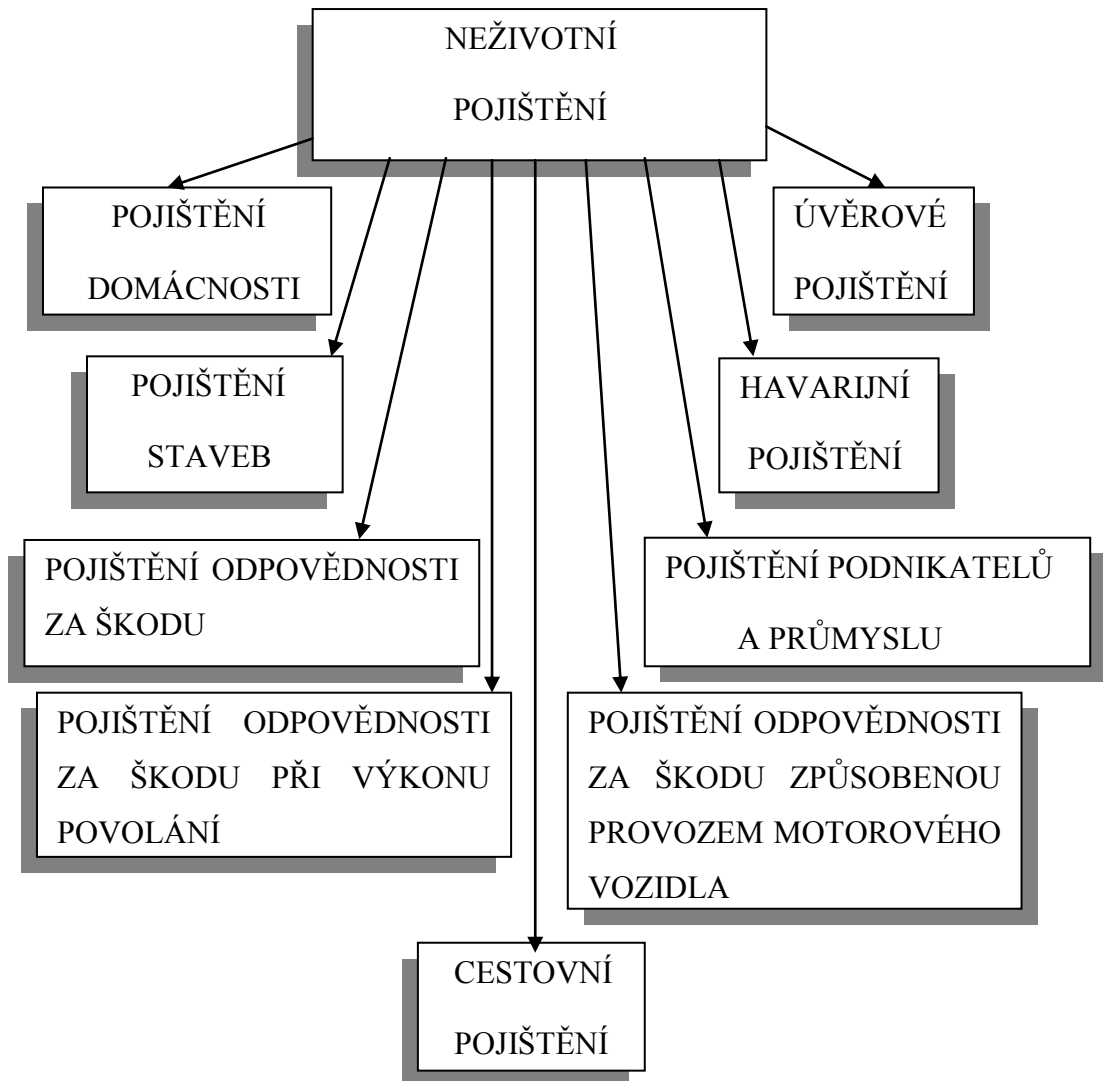 NEŽIVOTNÍ
POJIŠTĚNÍ
POJIŠTĚNÍ
DOMÁCNOSTI
ÚVĚROVÉ
POJIŠTĚNÍ
POJIŠTĚNÍ
STAVEB
HAVARIJNÍ
POJIŠTĚNÍ
POJIŠTĚNÍ ODPOVĚDNOSTI
ZA ŠKODU
POJIŠTĚNÍ PODNIKATELŮ
A PRŮMYSLU
POJIŠTĚNÍ ODPOVĚDNOSTI
ZA ŠKODU PŘI VÝKONU
POVOLÁNÍ
POJIŠTĚNÍ ODPOVĚDNOSTI
ZA ŠKODU ZPŮSOBENOU
PROVOZEM MOTOROVÉHO
VOZIDLA
CESTOVNÍ
POJIŠTĚNÍ